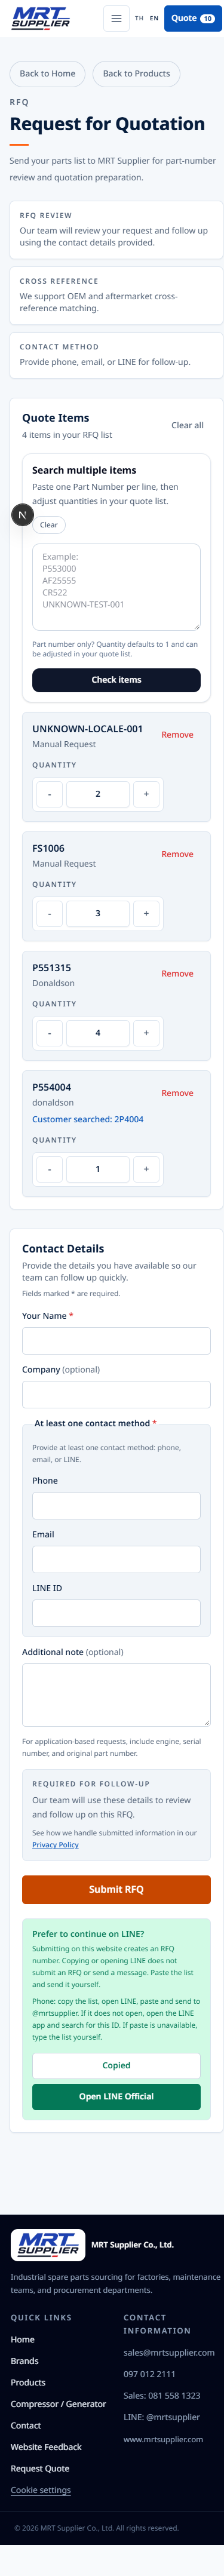 MRT
SUPPLIER
TH EN Quote 10
Back to Home Back to Products
RFQ
Request for Quotation
Send your parts list to MRT Supplier for part-number
review and quotation preparation.
RFQ REVIEW
Our team will review your request and follow up
using the contact details provided.
CROSS REFERENCE
We support OEM and aftermarket cross-
reference matching.
CONTACT METHOD
Provide phone, email, or LINE for follow-up.
Quote Items
4 items in your RFQ list
Clear all
Search multiple items
Paste one Part Number per line, then
adjust quantities in your quote list.
N
Clear
Example:
P553000
AF25555
CR522
UNKNOWN-TEST-001
Part number only? Quantity defaults to 1 and can
be adjusted in your quote list.
Check items
UNKNOWN-LOCALE-001
Remove
Manual Request
QUANTITY
- 2 +
FS1006
Remove
Manual Request
QUANTITY
- 3 +
P551315
Remove
Donaldson
QUANTITY
- 4 +
P554004
Remove
donaldson
Customer searched: 2P4004
QUANTITY
- 1 +
Contact Details
Provide the details you have available so our
team can follow up quickly.
Fields marked * are required.
Your Name *
Company (optional)
At least one contact method *
Provide at least one contact method: phone,
email, or LINE.
Phone
Email
LINE ID
Additional note (optional)
For application-based requests, include engine, serial
number, and original part number.
REQUIRED FOR FOLLOW-UP
Our team will use these details to review
and follow up on this RFQ.
See how we handle submitted information in our
Privacy Policy
Submit RFQ
Prefer to continue on LINE?
Submitting on this website creates an RFQ
number. Copying or opening LINE does not
submit an RFQ or send a message. Paste the list
and send it yourself.
Phone: copy the list, open LINE, paste and send to
@mrtsupplier. If it does not open, open the LINE
app and search for this ID. If paste is unavailable,
type the list yourself.
Copied
Open LINE Official
MRT
SUPPLIER
MRT Supplier Co., Ltd.
Industrial spare parts sourcing for factories, maintenance
teams, and procurement departments.
QUICK LINKS
Home
Brands
Products
Compressor / Generator
Contact
Website Feedback
Request Quote
Cookie settings
CONTACT
INFORMATION
sales@mrtsupplier.com
097 012 2111
Sales: 081 558 1323
LINE: @mrtsupplier
www.mrtsupplier.com
© 2026 MRT Supplier Co., Ltd. All rights reserved.